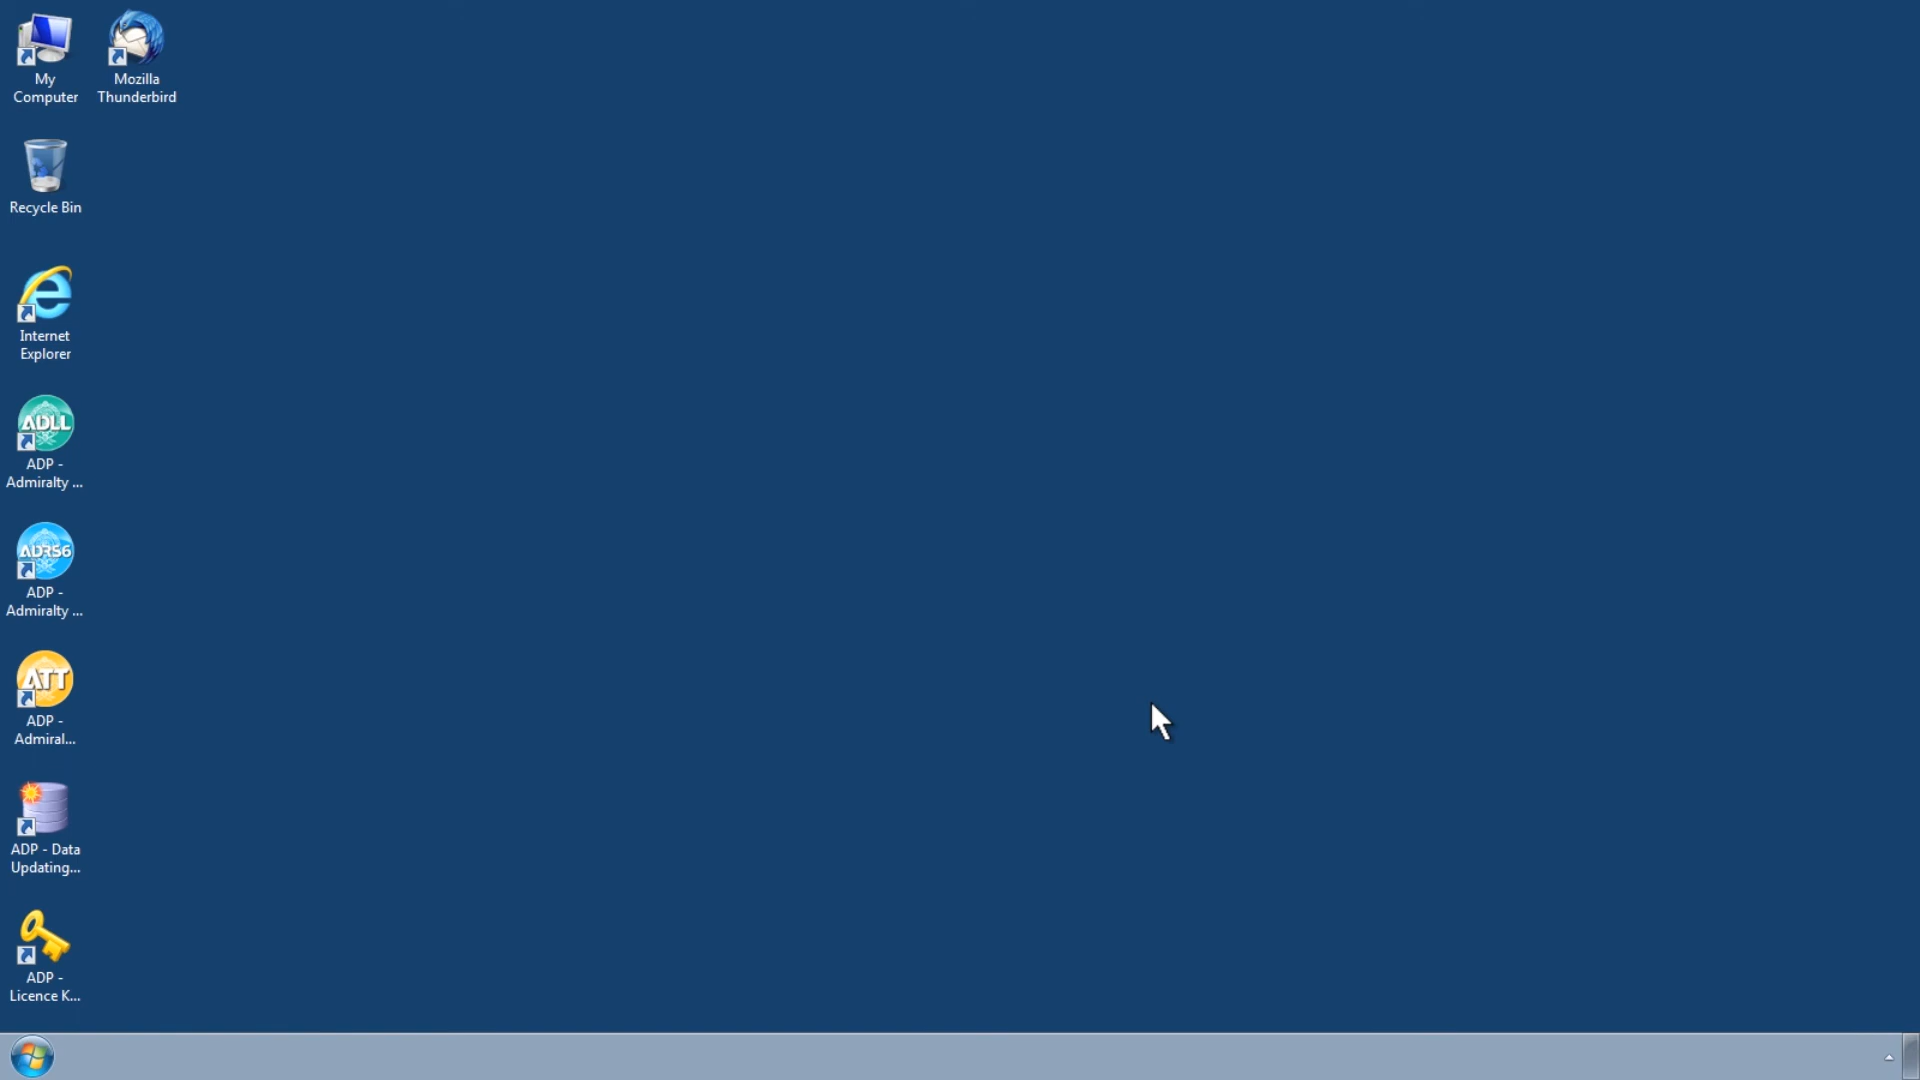 My
Computer
Mozilla
Thunderbird
Recycle Bin
Internet
Explorer
ADLL
ADP -
Admiralty ...
ADRS6
ADP -
Admiralty ...
ATT
ADP -
Admiral...
ADP - Data
Updating...
ADP -
Licence K...